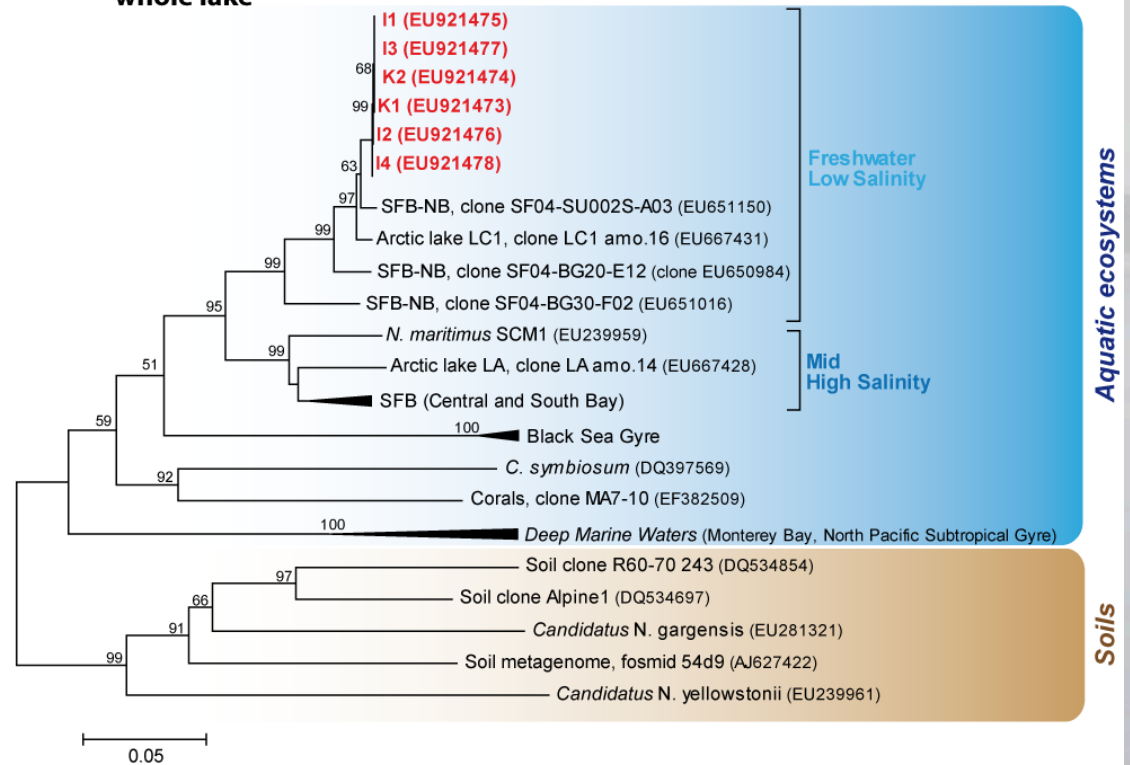 whole lake
I1 (EU921475)
I3 (EU921477)
68
K2 (EU921474)
99
K1 (EU921473)
I2 (EU921476)
63
I4 (EU921478)
Freshwater
Low Salinity
97
SFB-NB, clone SF04-SU002S-A03 (EU651150)
99
Arctic lake LC1, clone LC1 amo.16 (EU667431)
99
SFB-NB, clone SF04-BG20-E12 (clone EU650984)
95
SFB-NB, clone SF04-BG30-F02 (EU651016)
N. maritimus SCM1 (EU239959)
99
51
Arctic lake LA, clone LA amo.14 (EU667428)
Mid
High Salinity
SFB (Central and South Bay)
59
100
Black Sea Gyre
92
C. symbiosum (DQ397569)
Corals, clone MA7-10 (EF382509)
100
Deep Marine Waters (Monterey Bay, North Pacific Subtropical Gyre)
Aquatic ecosystems
Soil clone R60-70 243 (DQ534854)
97
Soil clone Alpine1 (DQ534697)
66
Candidatus N. gargensis (EU281321)
91
Soil metagenome, fosmid 54d9 (AJ627422)
99
Candidatus N. yellowstonii (EU239961)
Soils
0.05